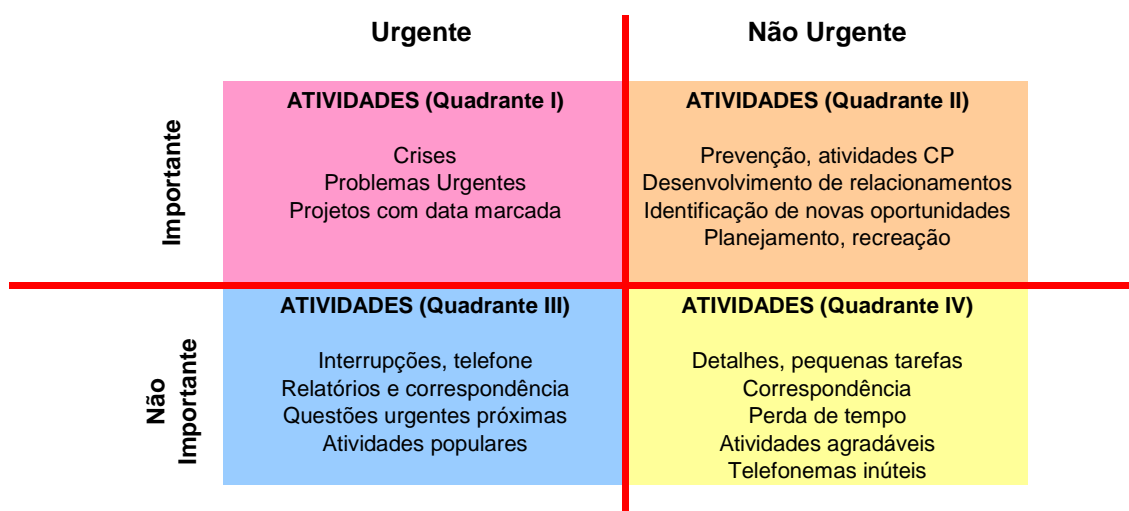 Urgente
Não Urgente
Importante
ATIVIDADES (Quadrante I)
Crises
Problemas Urgentes
Projetos com data marcada
ATIVIDADES (Quadrante II)
Prevenção, atividades CP
Desenvolvimento de relacionamentos
Identificação de novas oportunidades
Planejamento, recreação
Não
Importante
ATIVIDADES (Quadrante III)
Interrupções, telefone
Relatórios e correspondência
Questões urgentes próximas
Atividades populares
ATIVIDADES (Quadrante IV)
Detalhes, pequenas tarefas
Correspondência
Perda de tempo
Atividades agradáveis
Telefonemas inúteis